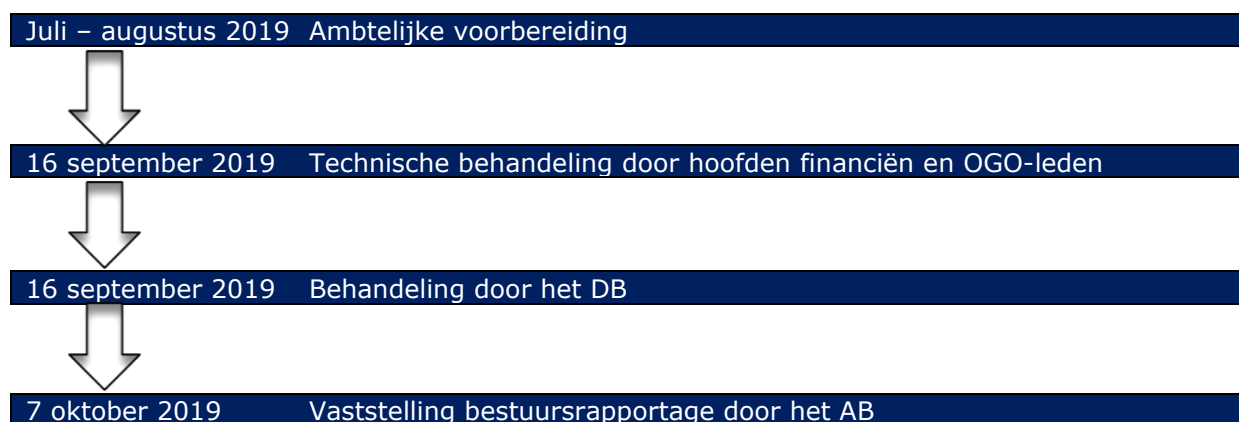 Juli – augustus 2019 Ambtelijke voorbereiding
16 september 2019 Technische behandeling door hoofden financiën en OGO-leden
16 september 2019 Behandeling door het DB
7 oktober 2019 Vaststelling bestuursrapportage door het AB